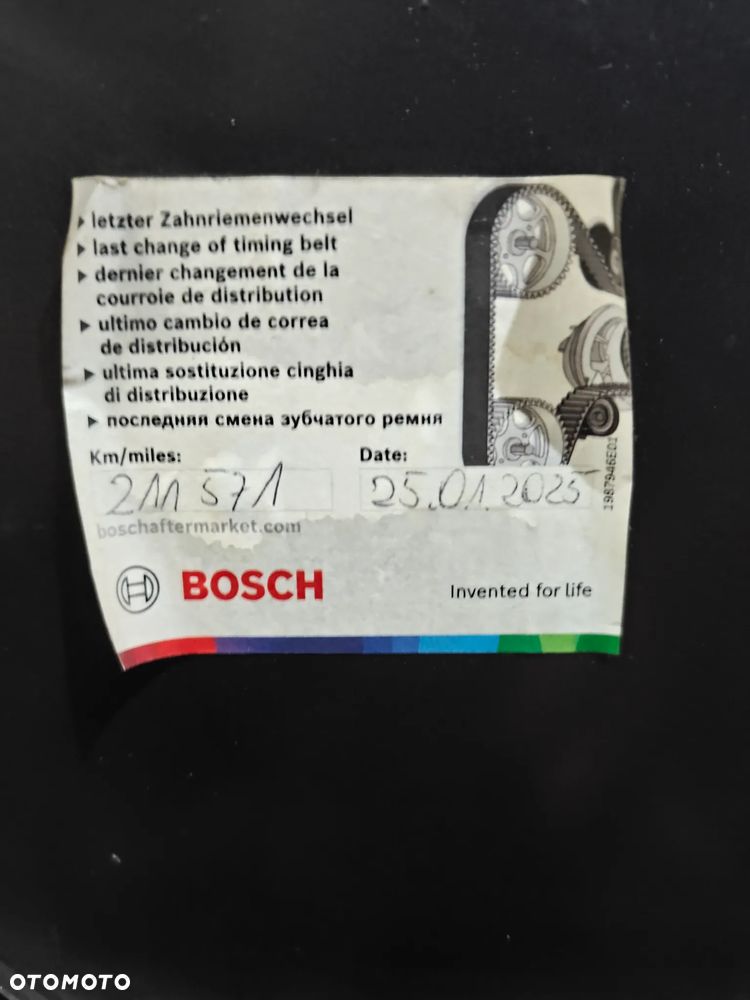 letzter Zahnriemenwechsel
last change of timing belt
dernier changement de la
courroie de distribution
ultimo cambio de correa
de distribución
ultima sostituzione cinghia
di distribuzione
последняя смена зубчатого ремня
Km/miles: Date:
211 571 25.01.2025
boschaftermarket.com
1987946E01
BOSCH Invented for life
OTOMOTO